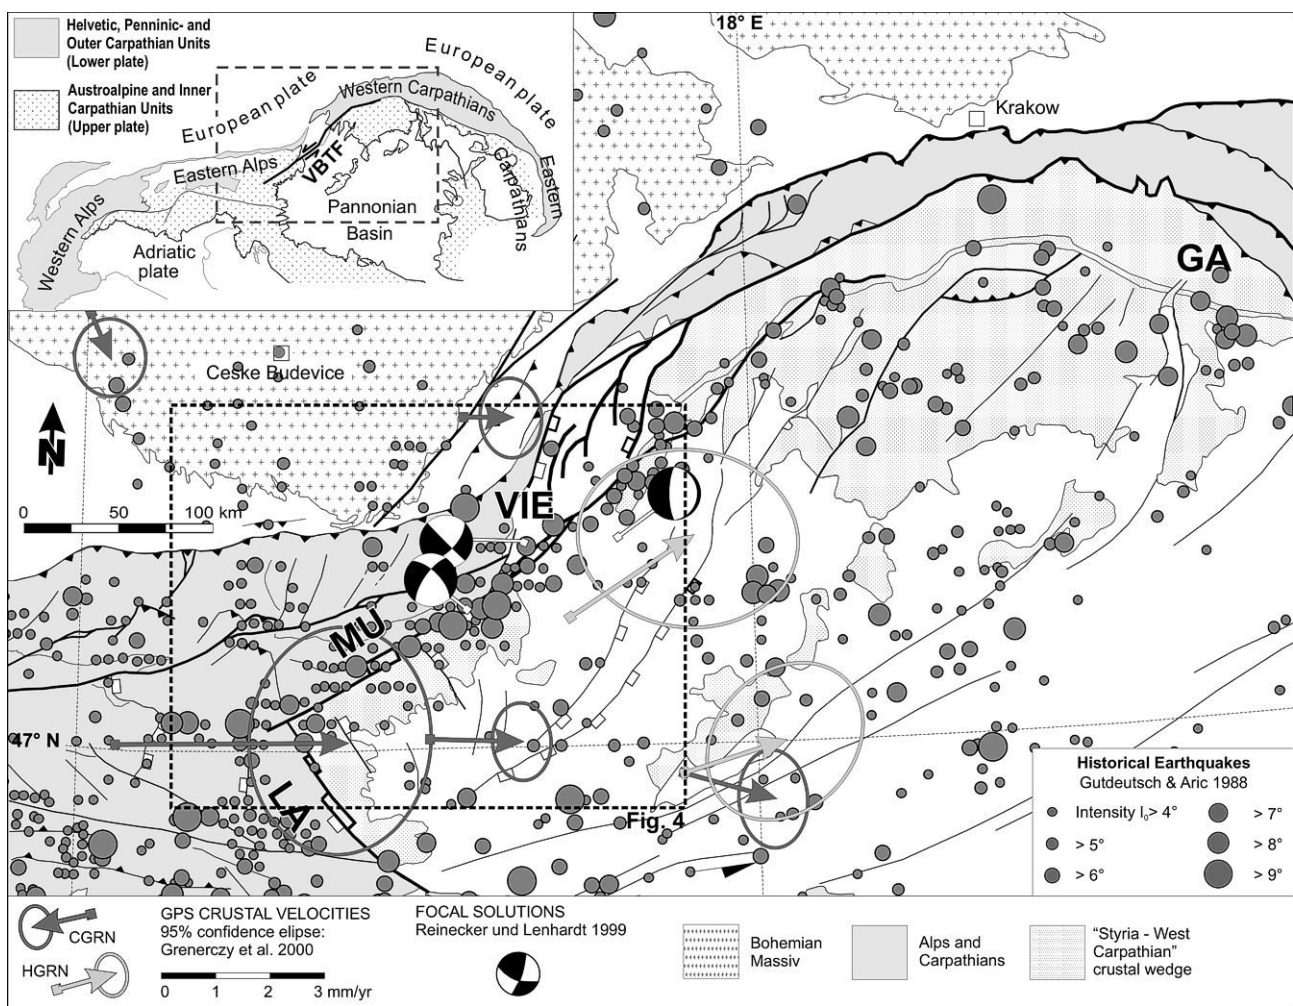 Helvetic, Penninic- and
Outer Carpathian Units
(Lower plate)
Austroalpine and Inner
Carpathian Units
(Upper plate)
European plate
European plate
Western Carpathians
Eastern Alps
VBTF
Carpathians
Eastern
Western Alps
Pannonian
Basin
Adriatic
plate
18° E
Krakow
GA
Ceske Budevice
N
0 50 100 km
VIE
MU
47° N
LA
Fig. 4
Historical Earthquakes
Gutdeutsch & Aric 1988
Intensity I₀> 4°
> 7°
> 5°
> 8°
> 6°
> 9°
CGRN
HGRN
GPS CRUSTAL VELOCITIES
95% confidence elipse:
Grenerczy et al. 2000
0 1 2 3 mm/yr
FOCAL SOLUTIONS
Reinecker und Lenhardt 1999
Bohemian
Massiv
Alps and
Carpathians
“Styria - West
Carpathian”
crustal wedge